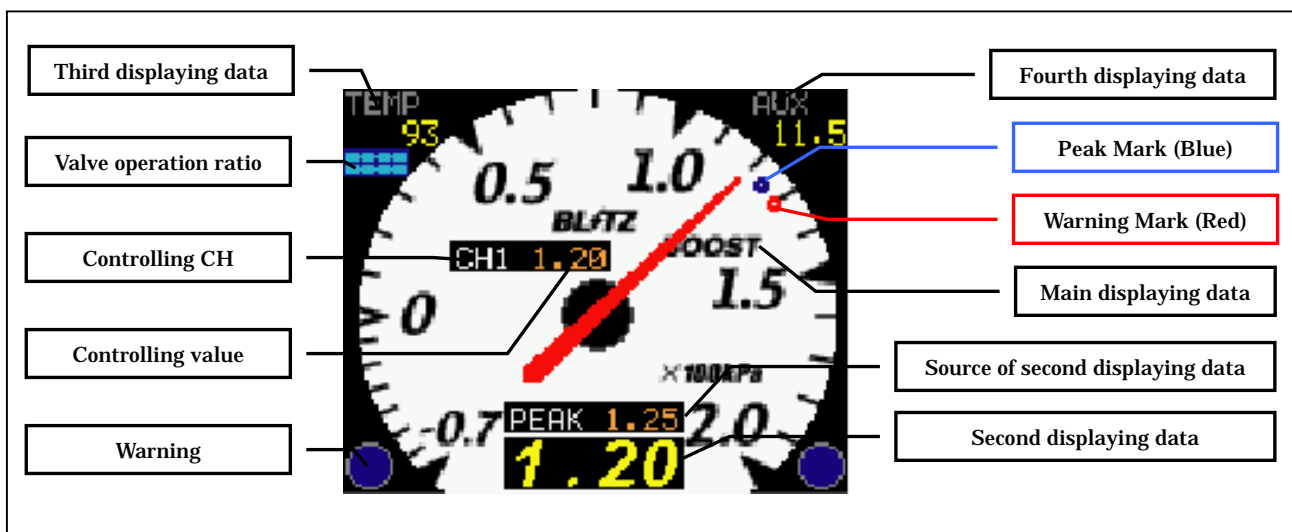 Third displaying data
Fourth displaying data
TEMP
AUX
93
11.5
Valve operation ratio
Peak Mark (Blue)
0.5
1.0
BLITZ
Warning Mark (Red)
Controlling CH
CH1 1.20
BOOST
1.5
Main displaying data
0
Controlling value
×100kPa
Source of second displaying data
PEAK 1.25
-0.7
2.0
Warning
1.20
Second displaying data